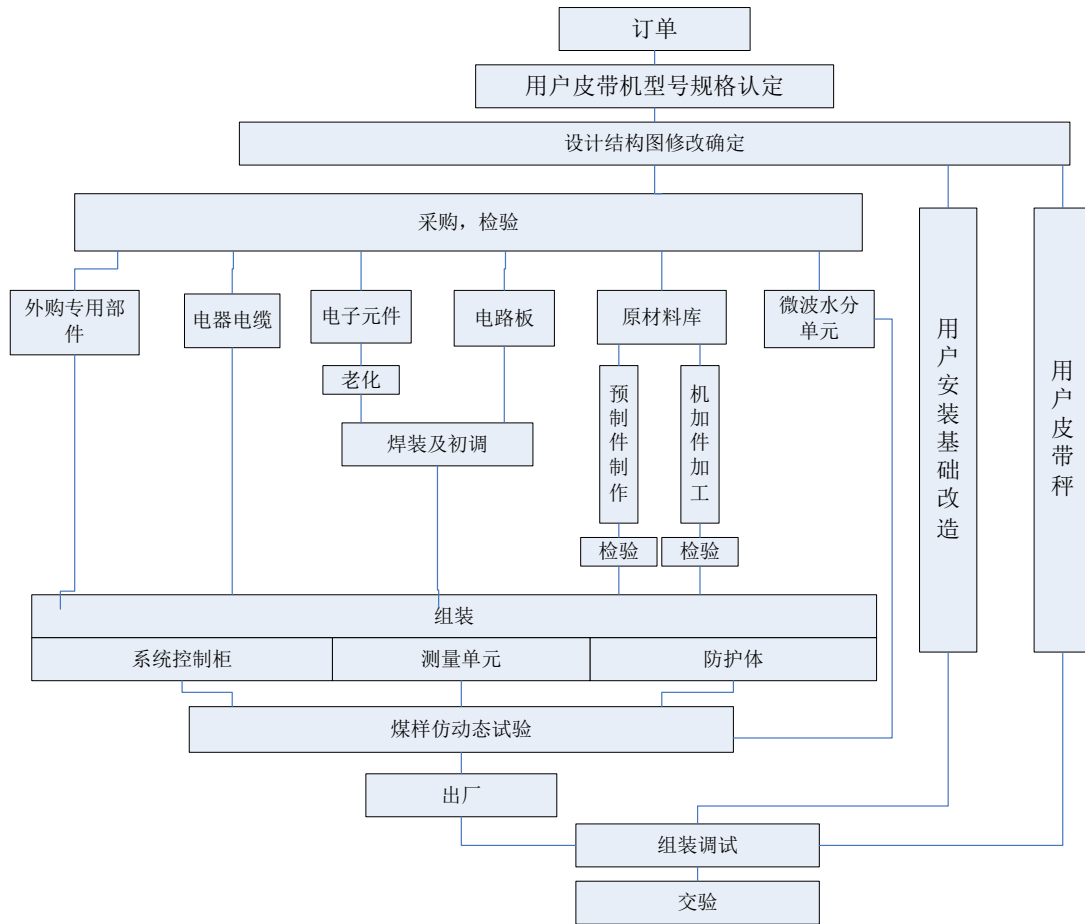 订单
用户皮带机型号规格认定
设计结构图修改确定
采购，检验
外购专用部
件
电器电缆
电子元件
电路板
原材料库
微波水分
单元
老化
焊装及初调
预制件制作
机加件加工
检验
检验
用户安装基础改造
用户皮带秤
组装
系统控制柜
测量单元
防护体
煤样仿动态试验
出厂
组装调试
交验